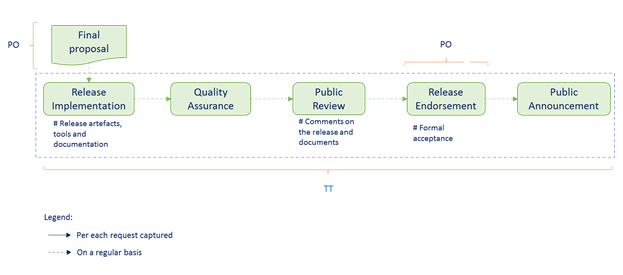 PO
Final
proposal
PO
Release
Implementation
Quality
Assurance
Public
Review
Release
Endorsement
Public
Announcement
# Release artefacts,
tools and
documentation
# Comments on
the release and
documents
# Formal
acceptance
TT
Legend:
Per each request captured
On a regular basis